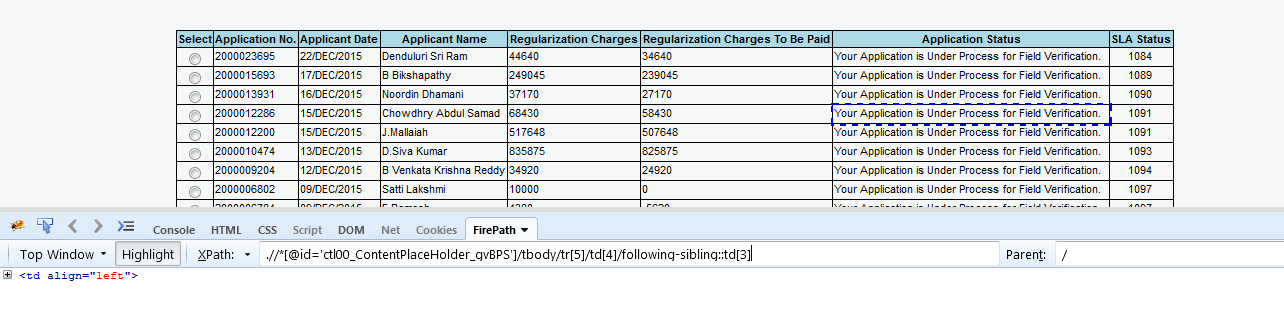 Select Application No. Applicant Date Applicant Name Regularization Charges Regularization Charges To Be Paid Application Status SLA Status
2000023695 22/DEC/2015 Denduluri Sri Ram 44640 34640 Your Application is Under Process for Field Verification. 1084
2000015693 17/DEC/2015 B Bikshapathy 249045 239045 Your Application is Under Process for Field Verification. 1089
2000013931 16/DEC/2015 Noordin Dhamani 37170 27170 Your Application is Under Process for Field Verification. 1090
2000012286 15/DEC/2015 Chowdhry Abdul Samad 68430 58430 Your Application is Under Process for Field Verification. 1091
2000012200 15/DEC/2015 J.Mallaiah 517648 507648 Your Application is Under Process for Field Verification. 1091
2000010474 13/DEC/2015 D.Siva Kumar 835875 825875 Your Application is Under Process for Field Verification. 1093
2000009204 12/DEC/2015 B Venkata Krishna Reddy 34920 24920 Your Application is Under Process for Field Verification. 1094
2000006802 09/DEC/2015 Satti Lakshmi 10000 0 Your Application is Under Process for Field Verification. 1097
Your Application is Under Process for Field Verification.
Console HTML CSS Script DOM Net Cookies FirePath
Top Window Highlight XPath: .//*[@id='ctl00_ContentPlaceHolder_gvBPS']/tbody/tr[5]/td[4]/following-sibling::td[3] Parent: /
<td align="left">